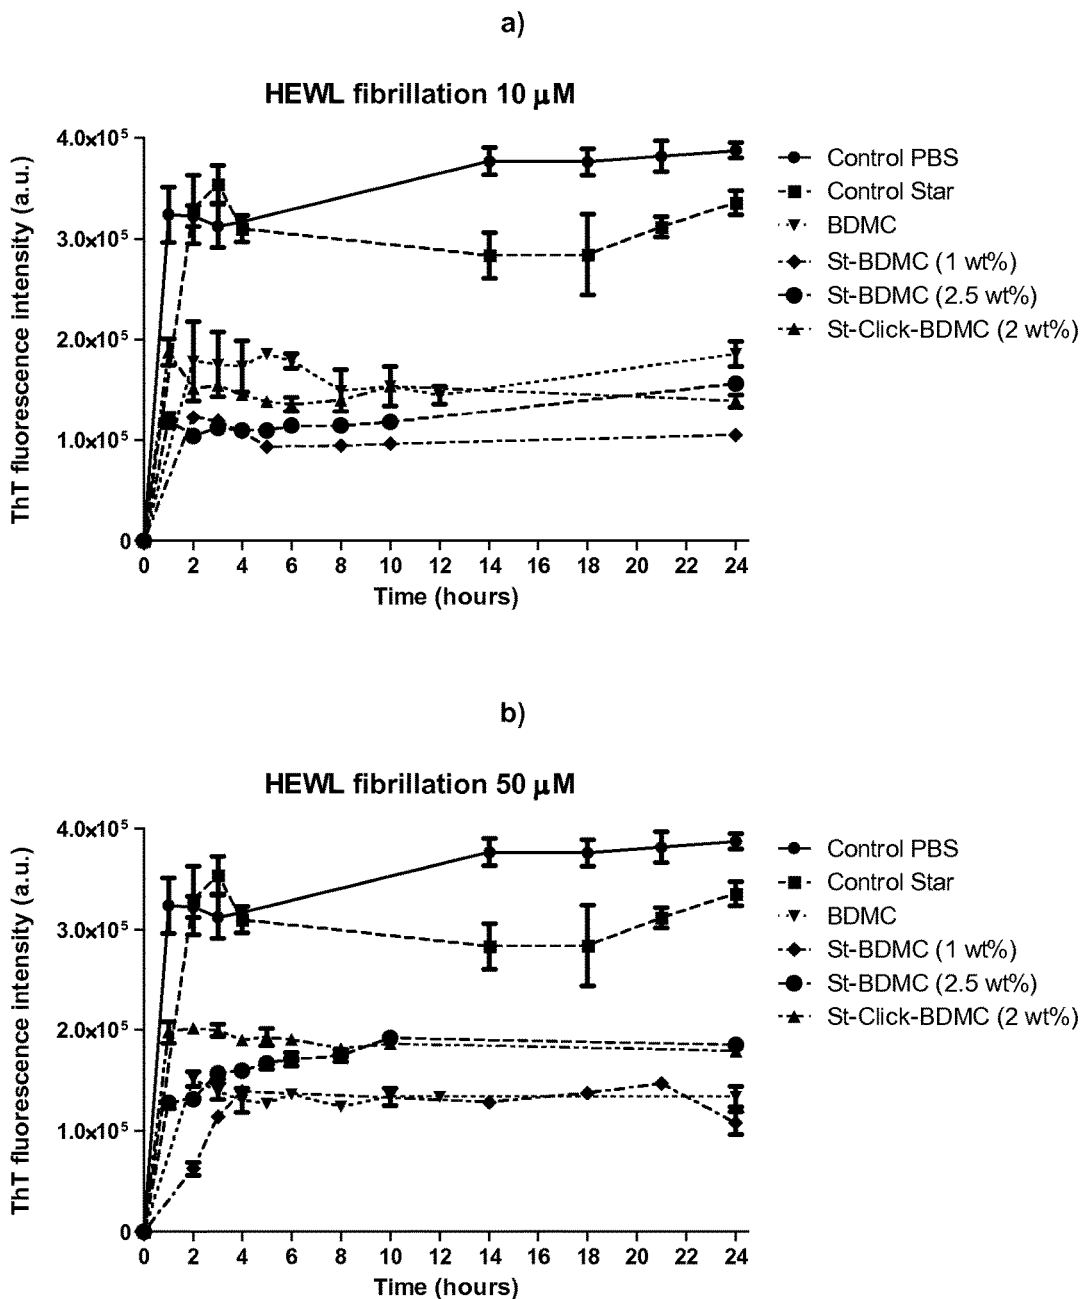 a)
HEWL fibrillation 10 μM
ThT fluorescence intensity (a.u.)
4.0x10⁵
3.0x10⁵
2.0x10⁵
1.0x10⁵
0
0 2 4 6 8 10 12 14 16 18 20 22 24
Time (hours)
Control PBS
Control Star
BDMC
St-BDMC (1 wt%)
St-BDMC (2.5 wt%)
St-Click-BDMC (2 wt%)
b)
HEWL fibrillation 50 μM
ThT fluorescence intensity (a.u.)
4.0x10⁵
3.0x10⁵
2.0x10⁵
1.0x10⁵
0
0 2 4 6 8 10 12 14 16 18 20 22 24
Time (hours)
Control PBS
Control Star
BDMC
St-BDMC (1 wt%)
St-BDMC (2.5 wt%)
St-Click-BDMC (2 wt%)